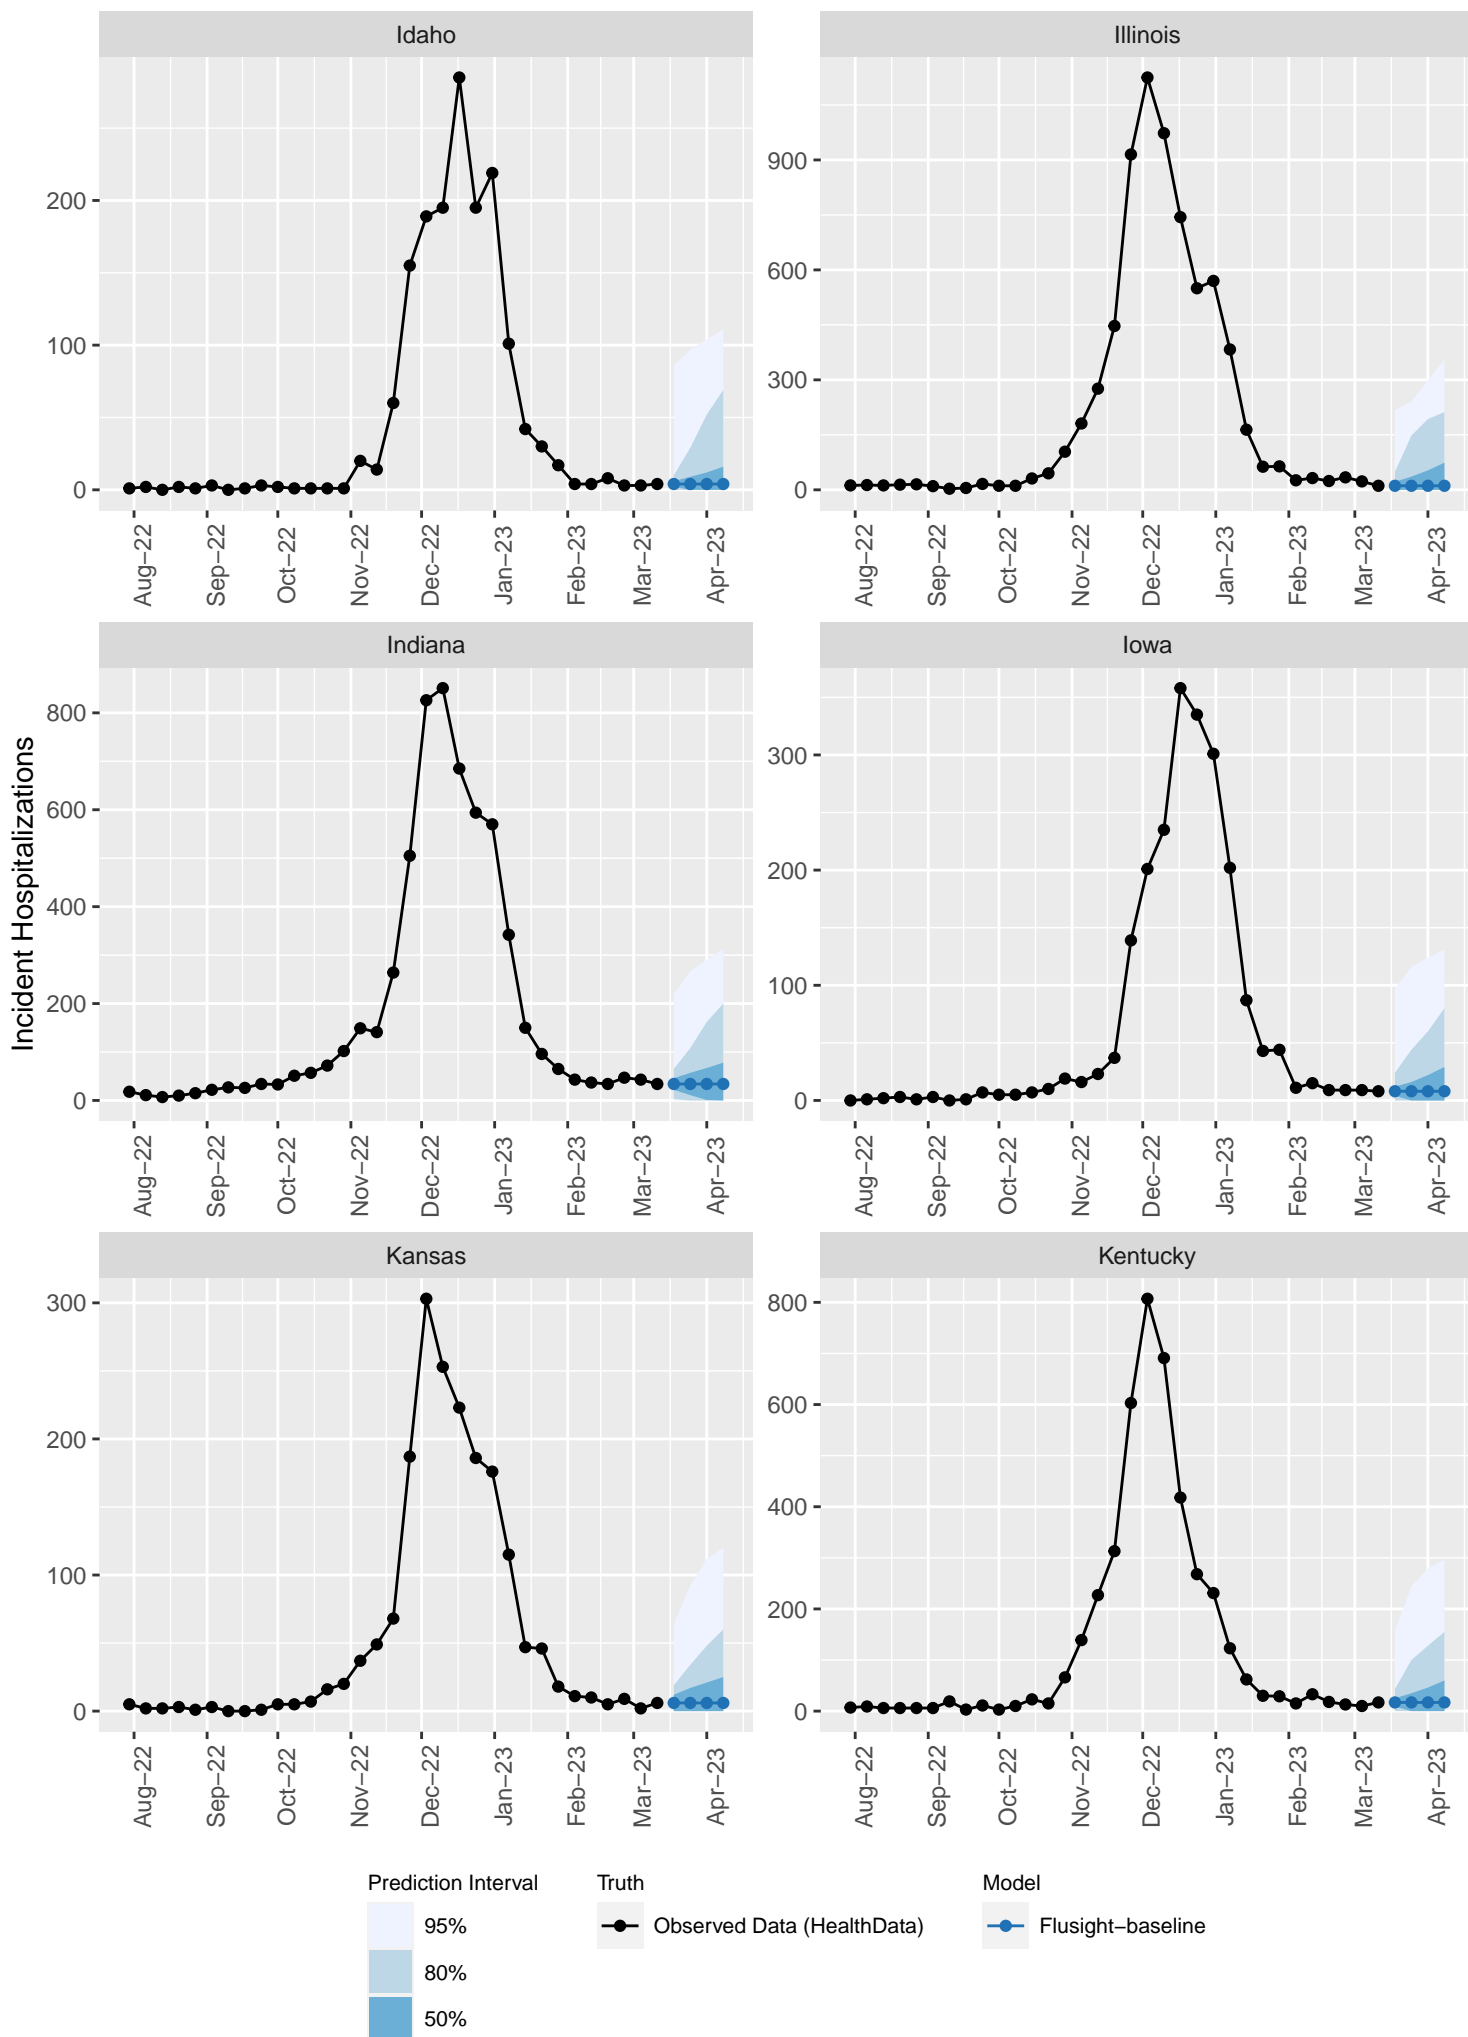 Idaho
Illinois
200
100
0
900
600
300
0
Aug−22
Sep−22
Oct−22
Nov−22
Dec−22
Jan−23
Feb−23
Mar−23
Apr−23
Aug−22
Sep−22
Oct−22
Nov−22
Dec−22
Jan−23
Feb−23
Mar−23
Apr−23
Incident Hospitalizations
Indiana
Iowa
800
600
400
200
0
300
200
100
0
Aug−22
Sep−22
Oct−22
Nov−22
Dec−22
Jan−23
Feb−23
Mar−23
Apr−23
Aug−22
Sep−22
Oct−22
Nov−22
Dec−22
Jan−23
Feb−23
Mar−23
Apr−23
Kansas
Kentucky
300
200
100
0
800
600
400
200
0
Aug−22
Sep−22
Oct−22
Nov−22
Dec−22
Jan−23
Feb−23
Mar−23
Apr−23
Aug−22
Sep−22
Oct−22
Nov−22
Dec−22
Jan−23
Feb−23
Mar−23
Apr−23
Prediction Interval
95%
80%
50%
Truth
Observed Data (HealthData)
Model
Flusight−baseline